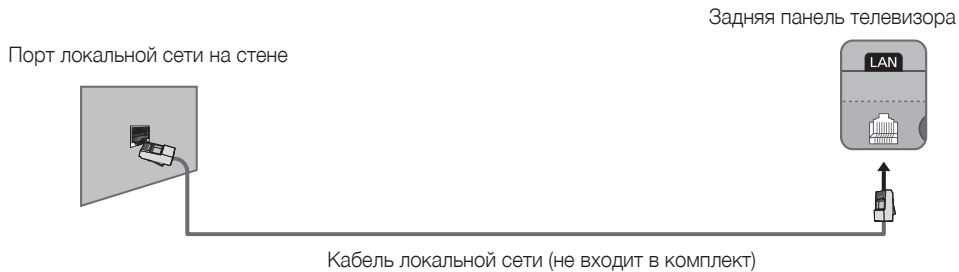 Задняя панель телевизора
Порт локальной сети на стене
LAN
Кабель локальной сети (не входит в комплект)